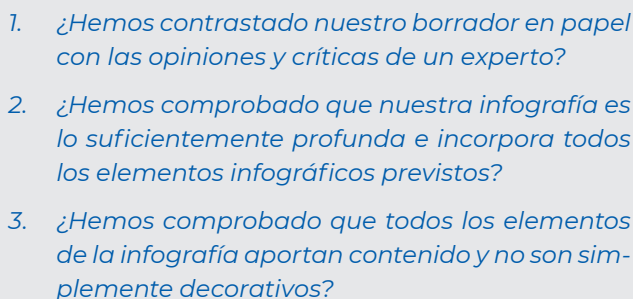 1. ¿Hemos contrastado nuestro borrador en papel
con las opiniones y críticas de un experto?
2. ¿Hemos comprobado que nuestra infografía es
lo suficientemente profunda e incorpora todos
los elementos infográficos previstos?
3. ¿Hemos comprobado que todos los elementos
de la infografía aportan contenido y no son sim-
plemente decorativos?